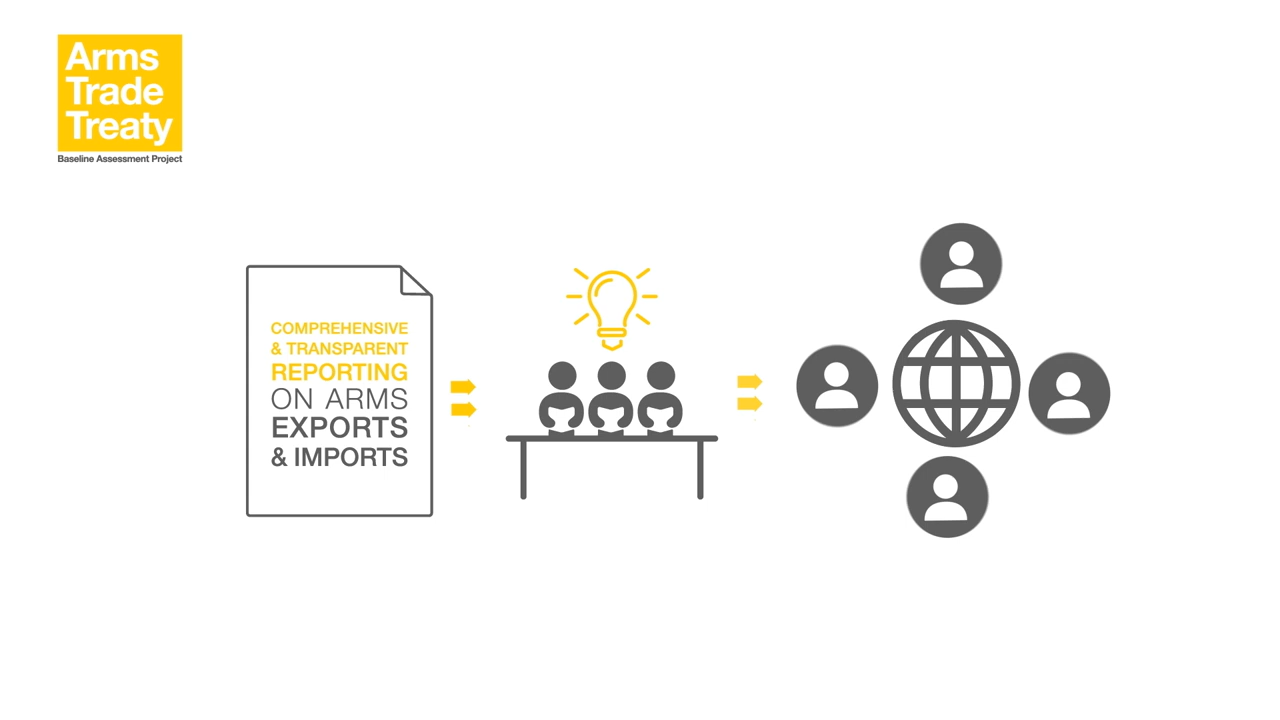 Arms
Trade
Treaty
Baseline Assessment Project
COMPREHENSIVE
& TRANSPARENT
REPORTING
ON ARMS
EXPORTS
& IMPORTS